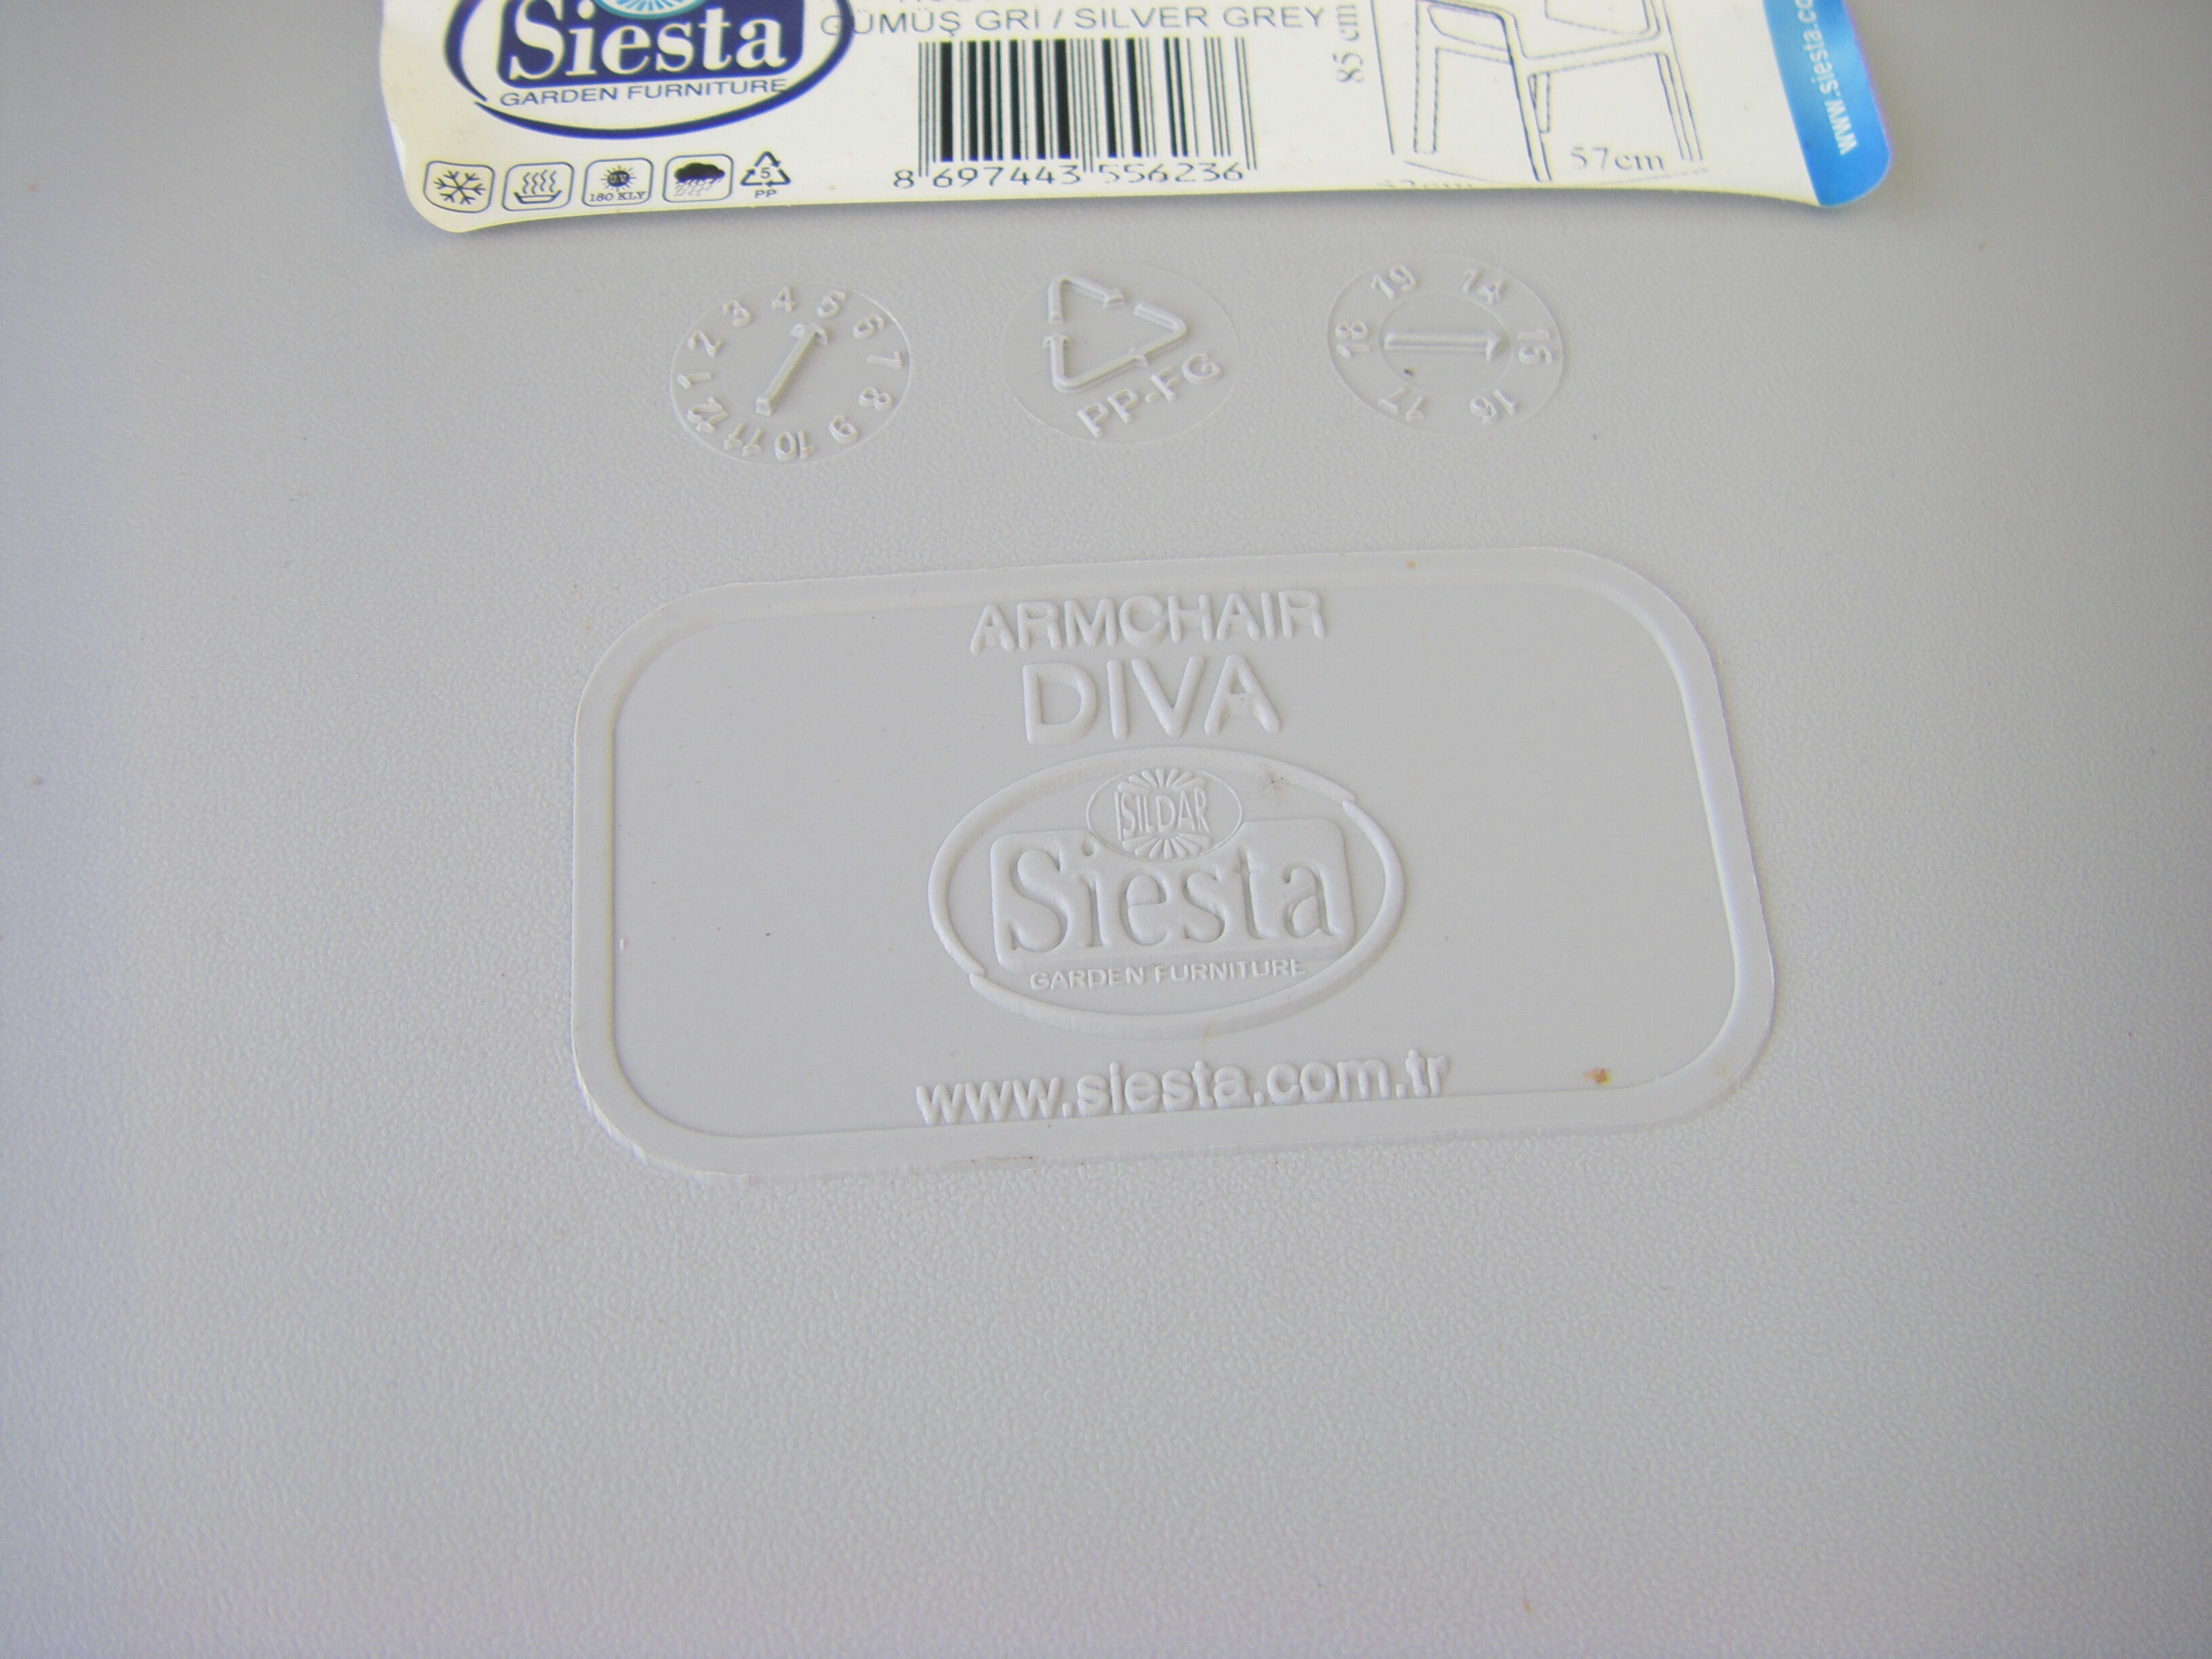 Siesta
GARDEN FURNITURE
GÜMÜŞ GRİ / SILVER GREY
8 697443 556236
180 KLY
5
PP
85 cm
57cm
www.siesta.co
1 2 3 4 5 6 7 8 9 10 11 12
PP-FG
14 15 16 17 18 19
ARMCHAIR
DIVA
IŞILDAR
Siesta
GARDEN FURNITURE
www.siesta.com.tr